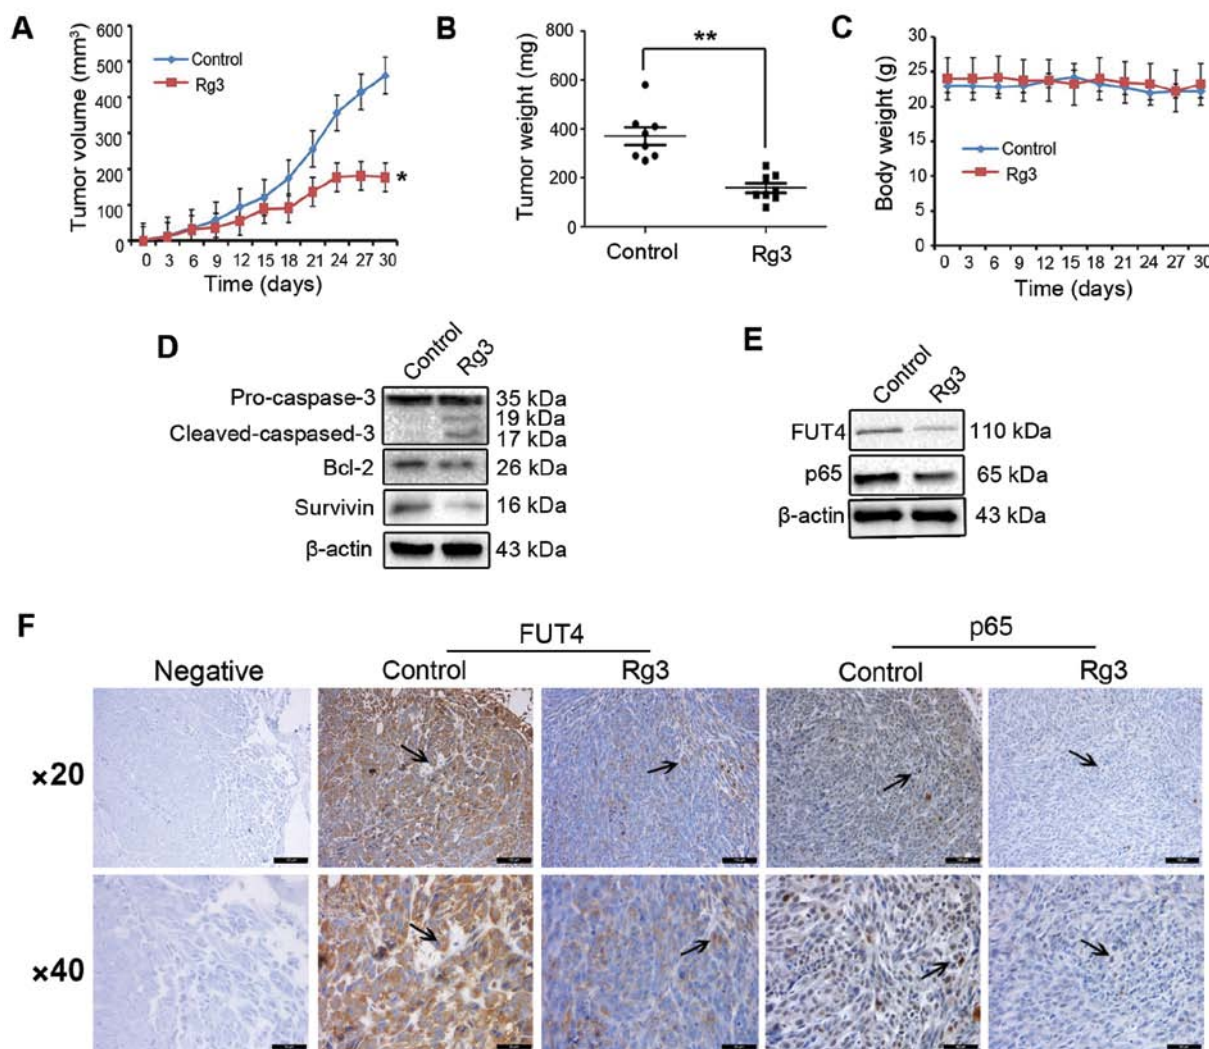 A
Tumor volume (mm³)
600
500
400
300
200
100
0
Control
Rg3
*
0 3 6 9 12 15 18 21 24 27 30
Time (days)
B
Tumor weight (mg)
800
600
400
200
0
**
Control Rg3
C
Body weight (g)
30
25
20
15
10
5
0
Control
Rg3
0 3 6 9 12 15 18 21 24 27 30
Time (days)
D
Control Rg3
Pro-caspase-3 35 kDa
19 kDa
Cleaved-caspased-3 17 kDa
Bcl-2 26 kDa
Survivin 16 kDa
β-actin 43 kDa
E
Control Rg3
FUT4 110 kDa
p65 65 kDa
β-actin 43 kDa
F
FUT4 p65
Negative Control Rg3 Control Rg3
×20
×40